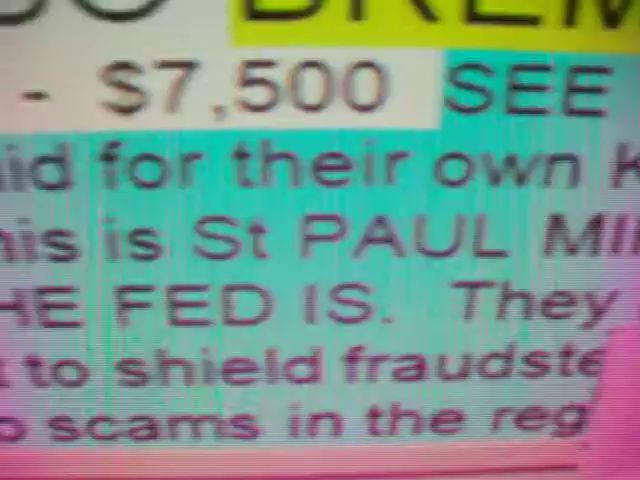 - $7,500 SEE
id for their own K
his is St PAUL MI
HE FED IS. They
to shield fraudste
o scams in the reg